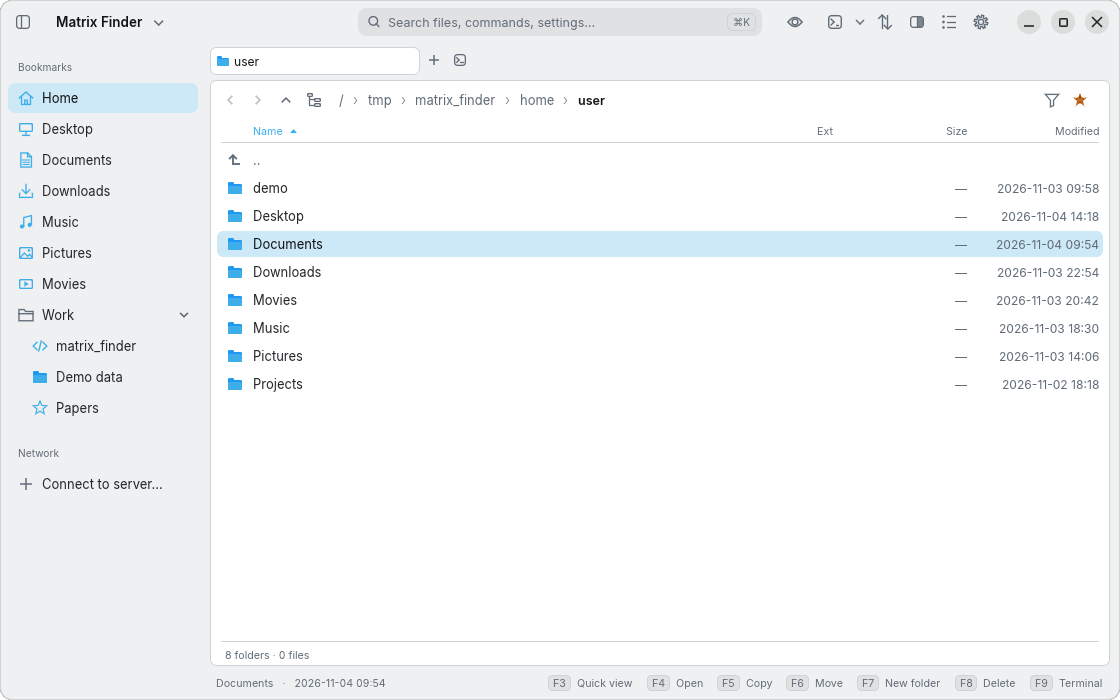 Matrix Finder
Search files, commands, settings... ⌘K
Bookmarks
Home
Desktop
Documents
Downloads
Music
Pictures
Movies
Work
matrix_finder
Demo data
Papers
Network
Connect to server...
user
/ › tmp › matrix_finder › home › user
Name Ext Size Modified
..
demo — 2026-11-03 09:58
Desktop — 2026-11-04 14:18
Documents — 2026-11-04 09:54
Downloads — 2026-11-03 22:54
Movies — 2026-11-03 20:42
Music — 2026-11-03 18:30
Pictures — 2026-11-03 14:06
Projects — 2026-11-02 18:18
8 folders · 0 files
Documents · 2026-11-04 09:54 F3 Quick view F4 Open F5 Copy F6 Move F7 New folder F8 Delete F9 Terminal